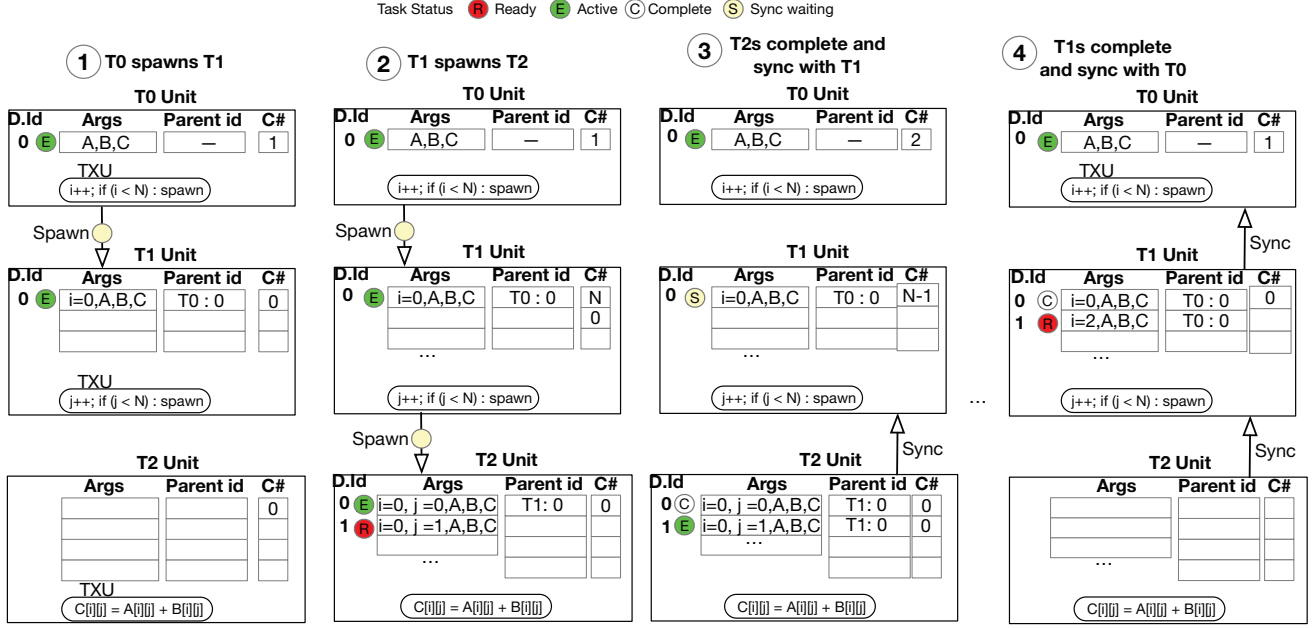 Task Status R Ready E Active C Complete S Sync waiting
1 T0 spawns T1
T0 Unit
D.Id Args Parent id C#
0 E A,B,C — 1
TXU
i++; if (i < N) : spawn
Spawn
T1 Unit
D.Id Args Parent id C#
0 E i=0,A,B,C T0 : 0 0
TXU
j++; if (j < N) : spawn
T2 Unit
Args Parent id C#
0
TXU
C[i][j] = A[i][j] + B[i][j]
2 T1 spawns T2
T0 Unit
D.Id Args Parent id C#
0 E A,B,C — 1
i++; if (i < N) : spawn
Spawn
T1 Unit
D.Id Args Parent id C#
0 E i=0,A,B,C T0 : 0 N
0
...
j++; if (j < N) : spawn
Spawn
T2 Unit
D.Id Args Parent id C#
0 E i=0, j =0,A,B,C T1: 0 0
1 R i=0, j =1,A,B,C
...
C[i][j] = A[i][j] + B[i][j]
3 T2s complete and
sync with T1
T0 Unit
D.Id Args Parent id C#
0 E A,B,C — 2
i++; if (i < N) : spawn
T1 Unit
D.Id Args Parent id C#
0 S i=0,A,B,C T0 : 0 N-1
...
j++; if (j < N) : spawn
Sync
T2 Unit
D.Id Args Parent id C#
0 C i=0, j =0,A,B,C T1: 0 0
1 E i=0, j =1,A,B,C T1: 0 0
...
C[i][j] = A[i][j] + B[i][j]
...
4 T1s complete
and sync with T0
T0 Unit
D.Id Args Parent id C#
0 E A,B,C — 1
TXU
i++; if (i < N) : spawn
Sync
T1 Unit
D.Id Args Parent id C#
0 C i=0,A,B,C T0 : 0 0
1 R i=2,A,B,C T0 : 0
...
j++; if (j < N) : spawn
Sync
T2 Unit
Args Parent id C#
...
C[i][j] = A[i][j] + B[i][j]